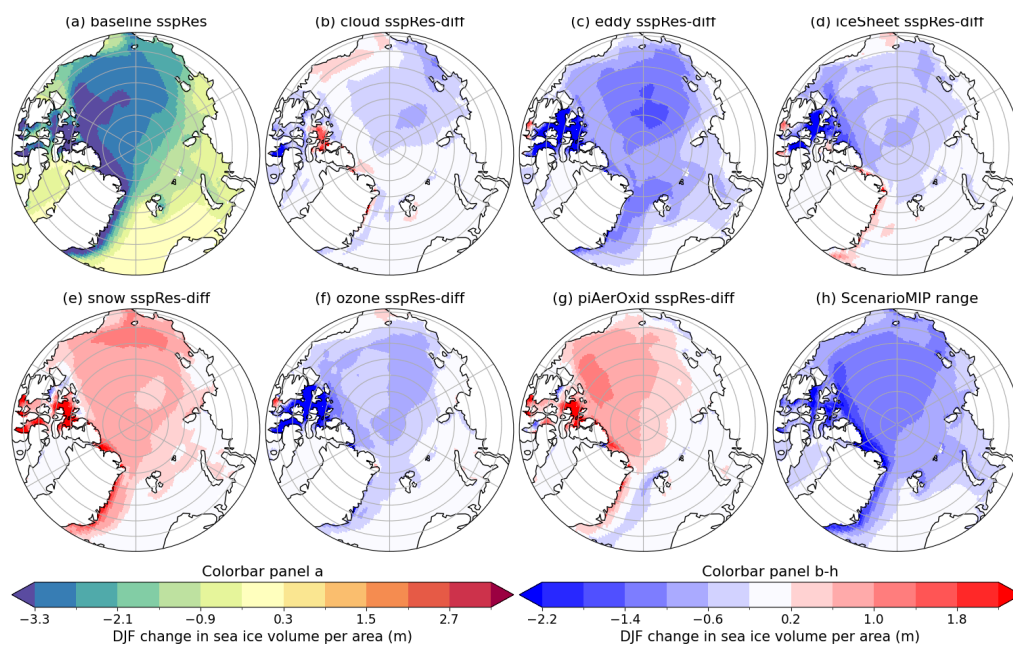 (a) baseline sspRes
(b) cloud sspRes-diff
(c) eddy sspRes-diff
(d) iceSheet sspRes-diff
(e) snow sspRes-diff
(f) ozone sspRes-diff
(g) piAerOxid sspRes-diff
(h) ScenarioMIP range
Colorbar panel a
−3.3 −2.1 −0.9 0.3 1.5 2.7
DJF change in sea ice volume per area (m)
Colorbar panel b-h
−2.2 −1.4 −0.6 0.2 1.0 1.8
DJF change in sea ice volume per area (m)